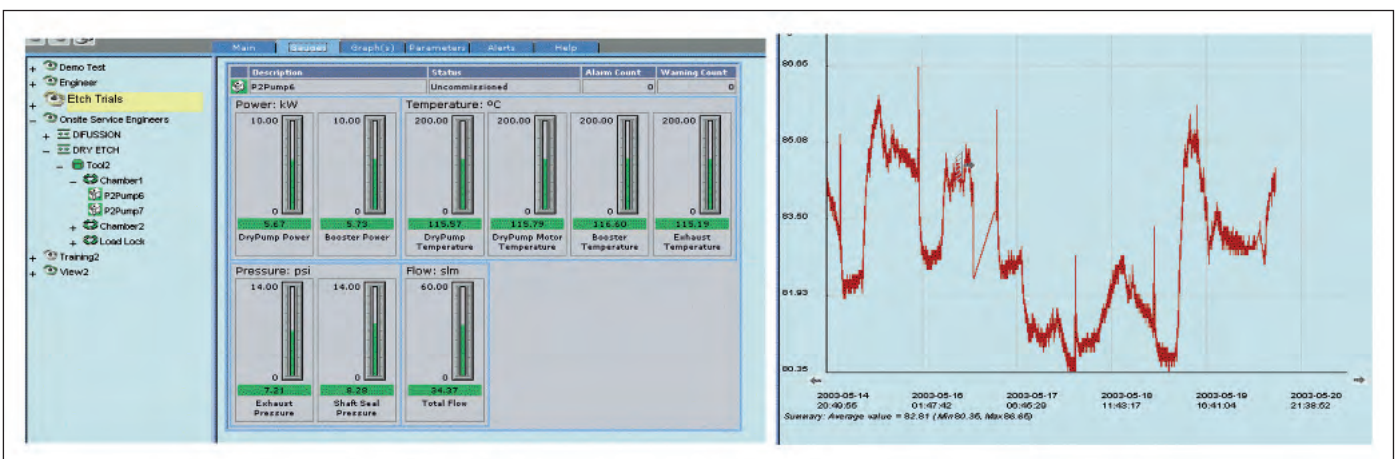 Main Gauges Graph(s) Parameters Alerts Help
Demo Test
Engineer
Etch Trials
Onsite Service Engineers
DIFUSSION
DRY ETCH
Tool2
Chamber1
P2Pump6
P2Pump7
Chamber2
Load Lock
Training2
View2
Description Status Alarm Count Warning Count
P2Pump6 Uncommissioned 0 0
Power: kW Temperature: ºC
10.00 10.00 200.00 200.00 200.00 200.00
0 0 0 0 0 0
5.67 5.73 115.57 115.79 116.60 115.19
DryPump Power Booster Power DryPump Temperature DryPump Motor Temperature Booster Temperature Exhaust Temperature
Pressure: psi Flow: slm
14.00 14.00 60.00
0 0 0
7.21 8.28 34.37
Exhaust Pressure Shaft Seal Pressure Total Flow
86.65
85.08
83.50
81.93
80.35
2003-05-14 2003-05-16 2003-05-17 2003-05-18 2003-05-19 2003-05-20
20:49:56 01:47:42 06:45:29 11:43:17 16:41:04 21:38:52
Summary: Average value = 82.81 (Min 80.35, Max 86.65)